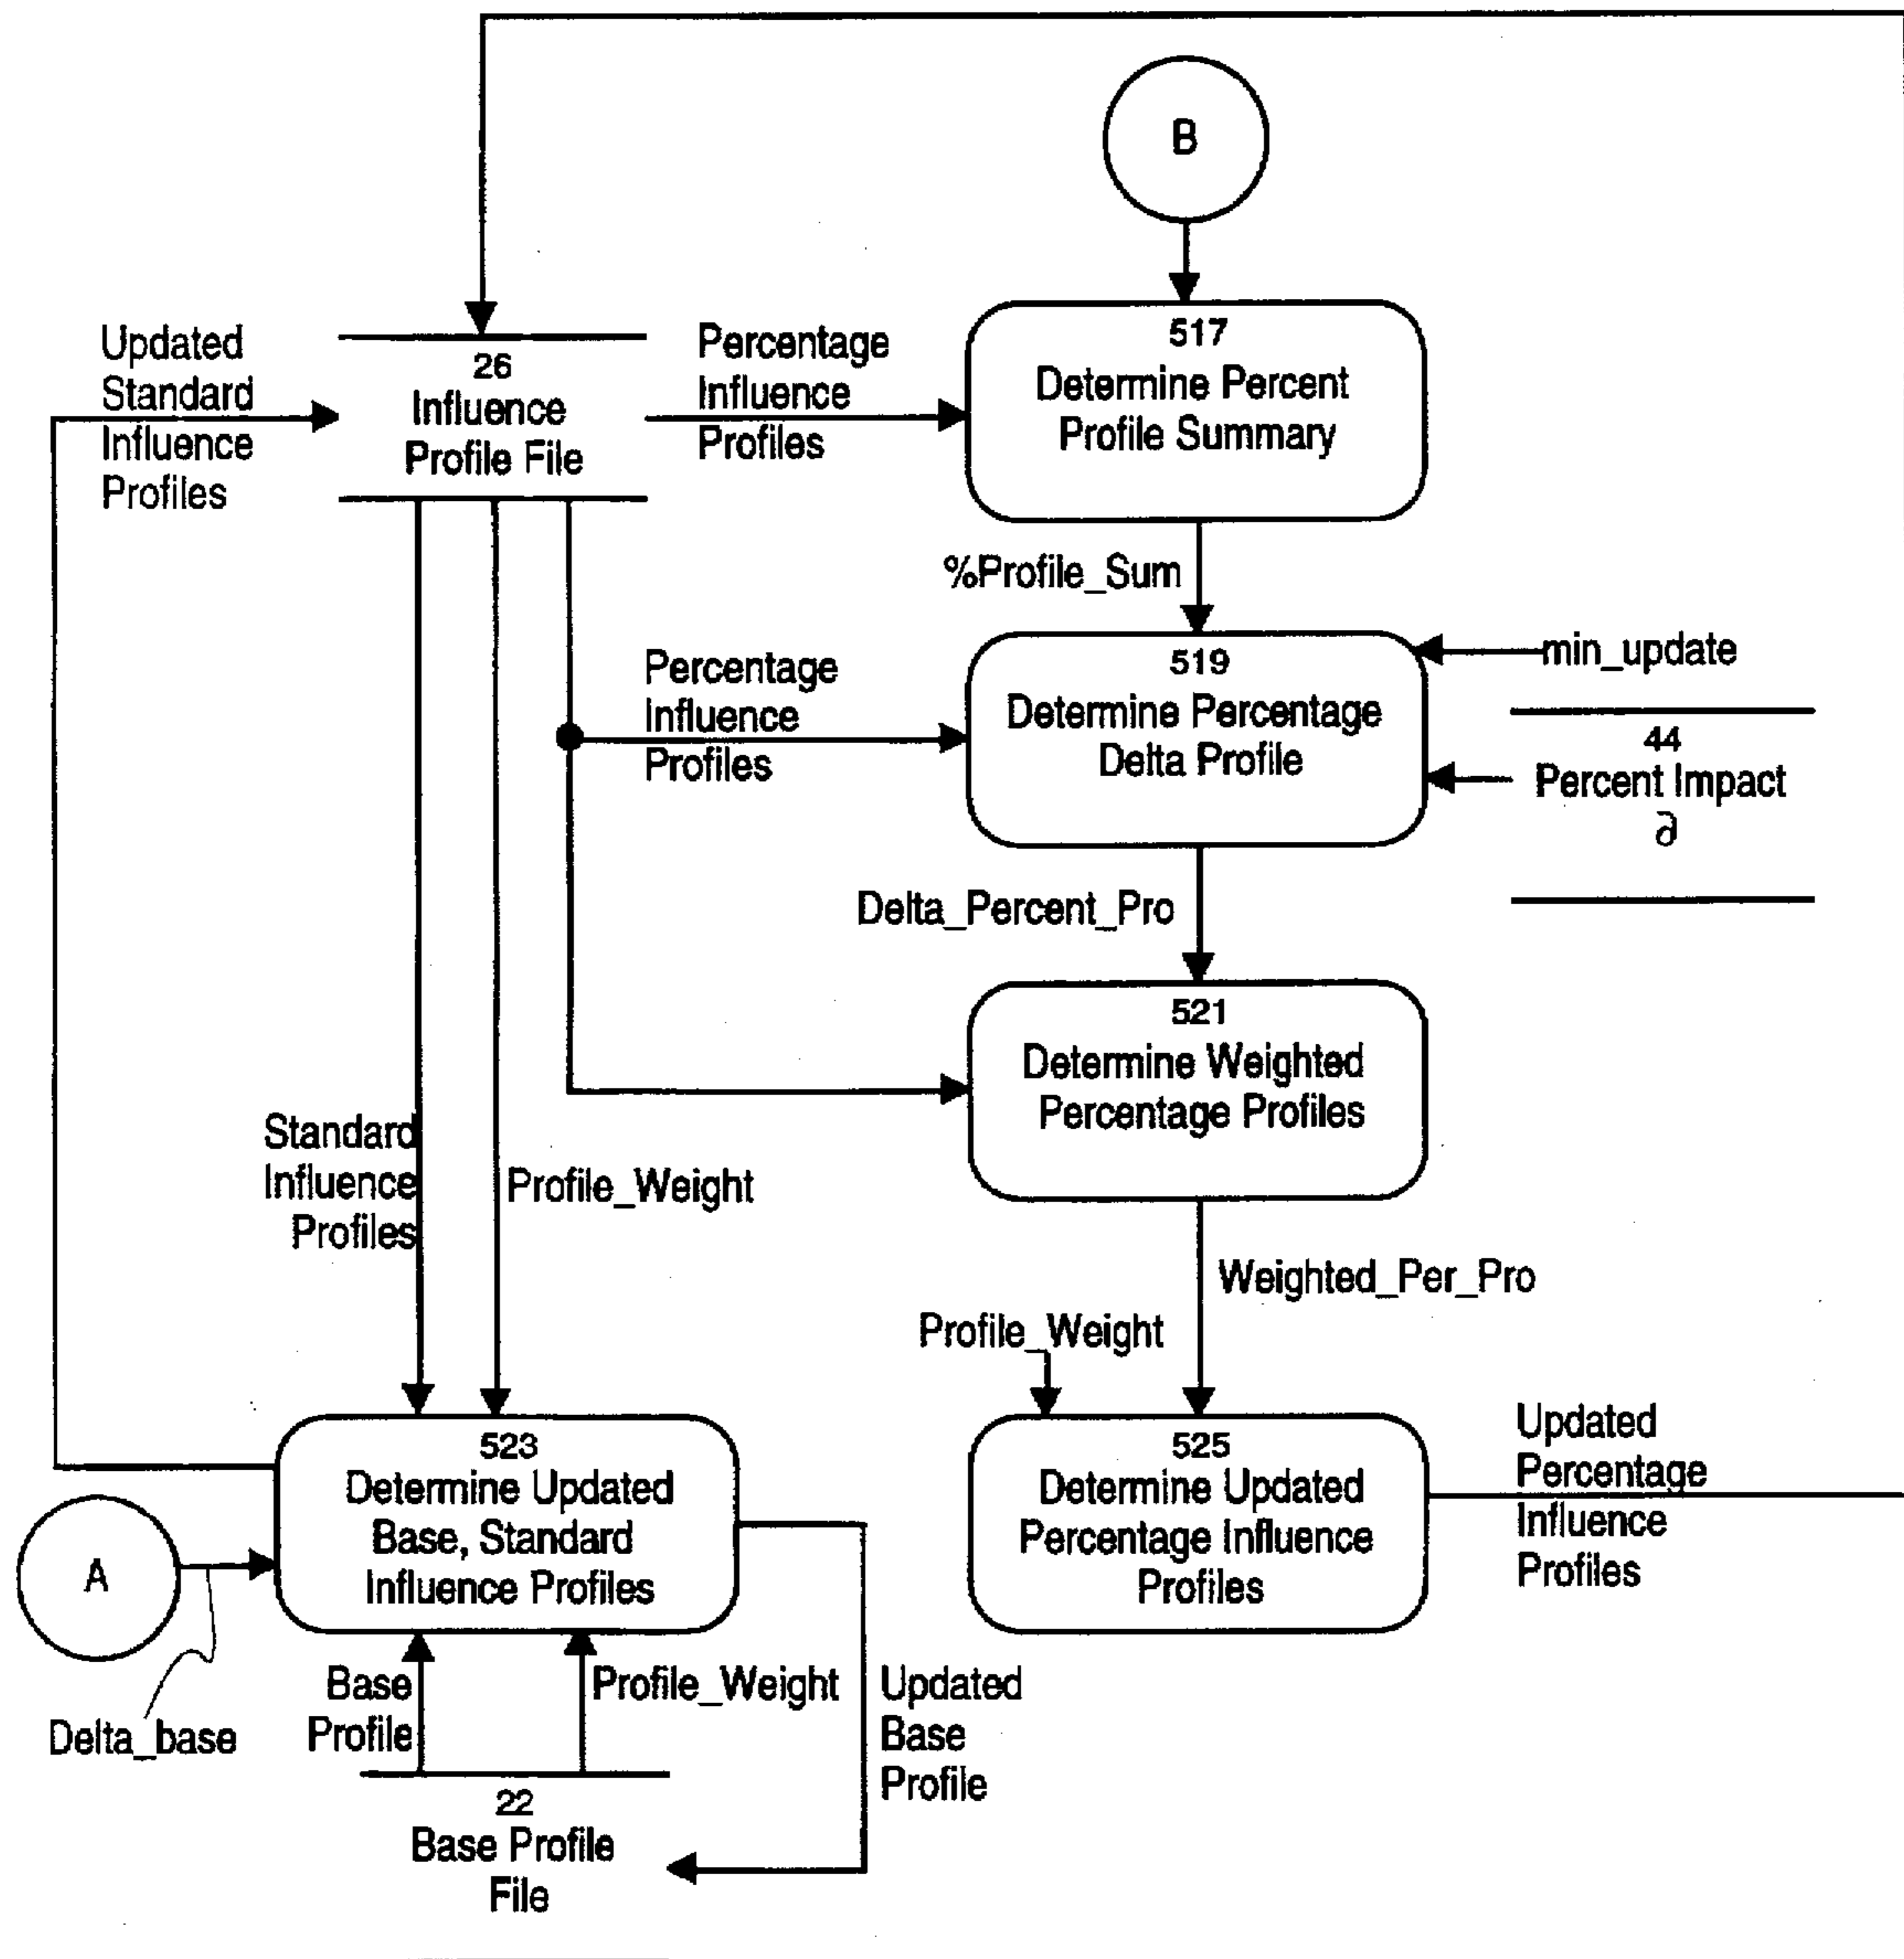 B
Updated
Standard
Influence
Profiles
26
Influence
Profile File
Percentage
Influence
Profiles
517
Determine Percent
Profile Summary
%Profile_Sum
Percentage
Influence
Profiles
519
Determine Percentage
Delta Profile
min_update
44
Percent Impact
∂
Delta_Percent_Pro
521
Determine Weighted
Percentage Profiles
Standard
Influence
Profiles
Profile_Weight
Weighted_Per_Pro
Profile_Weight
523
Determine Updated
Base, Standard
Influence Profiles
525
Determine Updated
Percentage Influence
Profiles
Updated
Percentage
Influence
Profiles
A
Delta_base
Base
Profile
Profile_Weight
Updated
Base
Profile
22
Base Profile
File